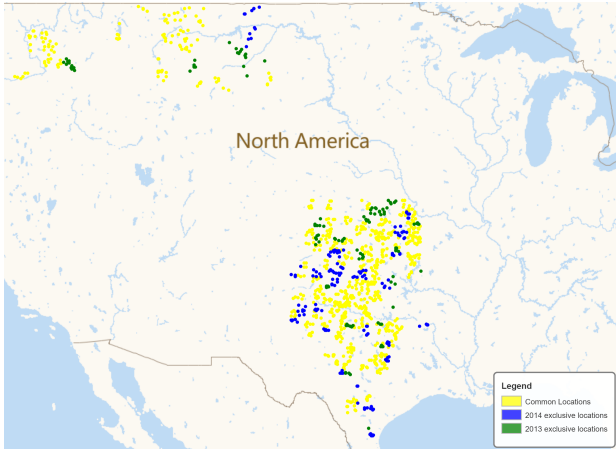 North America
Legend
Common Locations
2014 exclusive locations
2013 exclusive locations